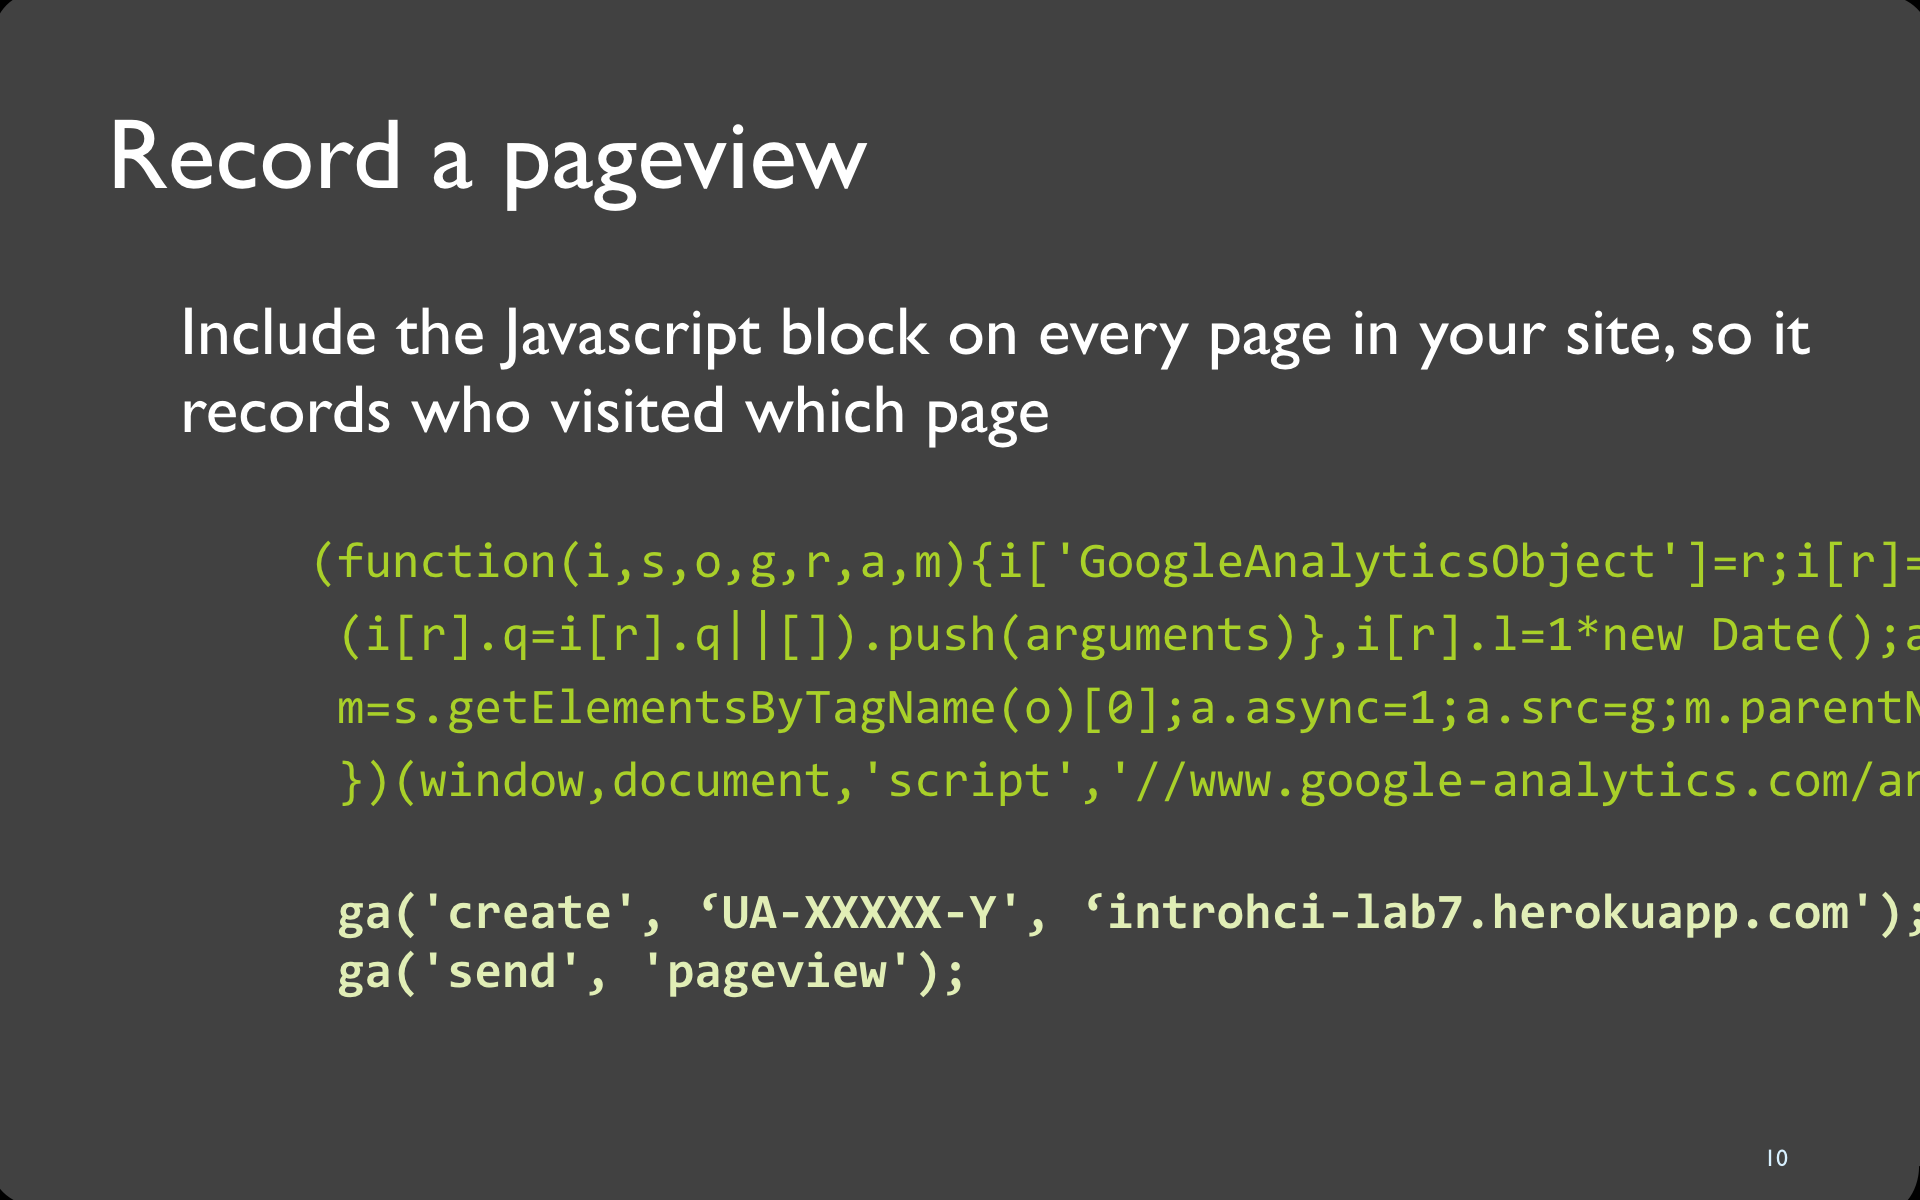 Record a pageview
Include the Javascript block on every page in your site, so it
records who visited which page
(function(i,s,o,g,r,a,m){i['GoogleAnalyticsObject']=r;i[r]=
(i[r].q=i[r].q||[]).push(arguments)},i[r].l=1*new Date();a
m=s.getElementsByTagName(o)[0];a.async=1;a.src=g;m.parentN
})(window,document,'script','//www.google-analytics.com/an
ga('create', ‘UA-XXXXX-Y', ‘introhci-lab7.herokuapp.com');
ga('send', 'pageview');
10